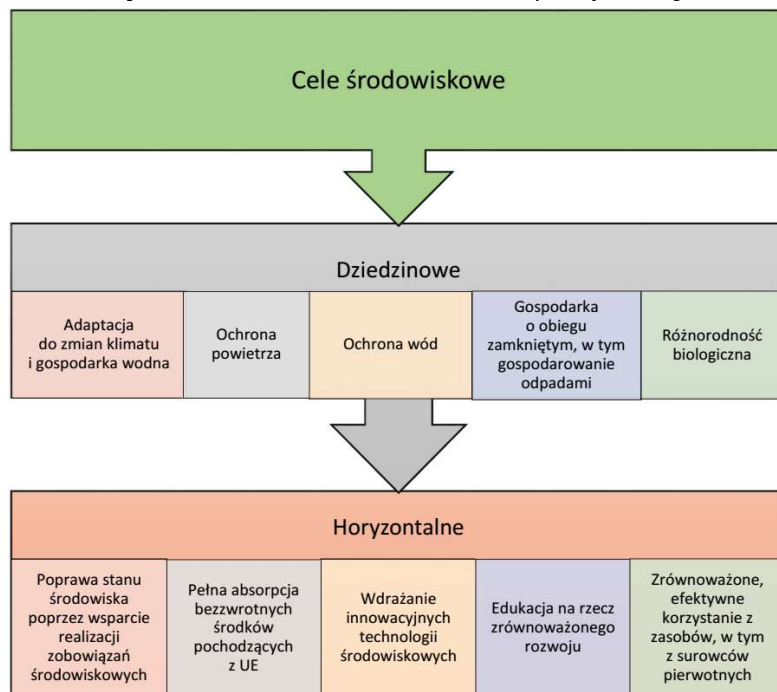 Cele środowiskowe
Dziedzinowe
Adaptacja
do zmian klimatu
i gospodarka wodna
Ochrona
powietrza
Ochrona wód
Gospodarka
o obiegu
zamkniętym, w tym
gospodarowanie
odpadami
Różnorodność
biologiczna
Horyzontalne
Poprawa stanu
środowiska
poprzez wsparcie
realizacji
zobowiązań
środowiskowych
Pełna absorpcja
bezzwrotnych
środków
pochodzących
z UE
Wdrażanie
innowacyjnych
technologii
środowiskowych
Edukacja na rzecz
zrównoważonego
rozwoju
Zrównoważone,
efektywne
korzystanie z
zasobów, w tym
z surowców
pierwotnych